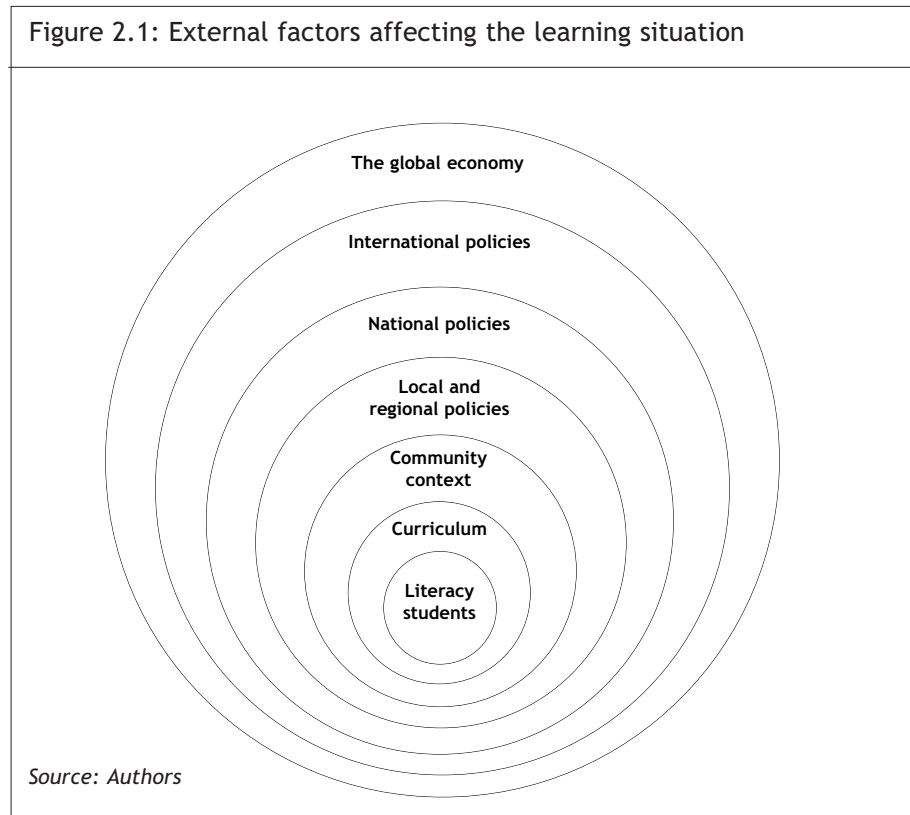 Figure 2.1: External factors affecting the learning situation
The global economy
International policies
National policies
Local and
regional policies
Community
context
Curriculum
Literacy
students
Source: Authors